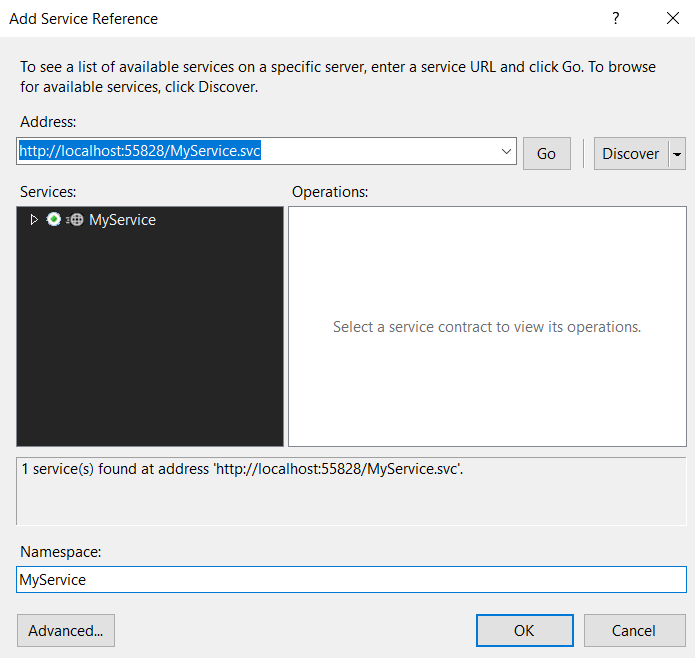 Add Service Reference
?
To see a list of available services on a specific server, enter a service URL and click Go. To browse
for available services, click Discover.
Address:
http://localhost:55828/MyService.svc
Go
Discover
Services:
Operations:
MyService
Select a service contract to view its operations.
1 service(s) found at address 'http://localhost:55828/MyService.svc'.
Namespace:
MyService
Advanced...
OK
Cancel